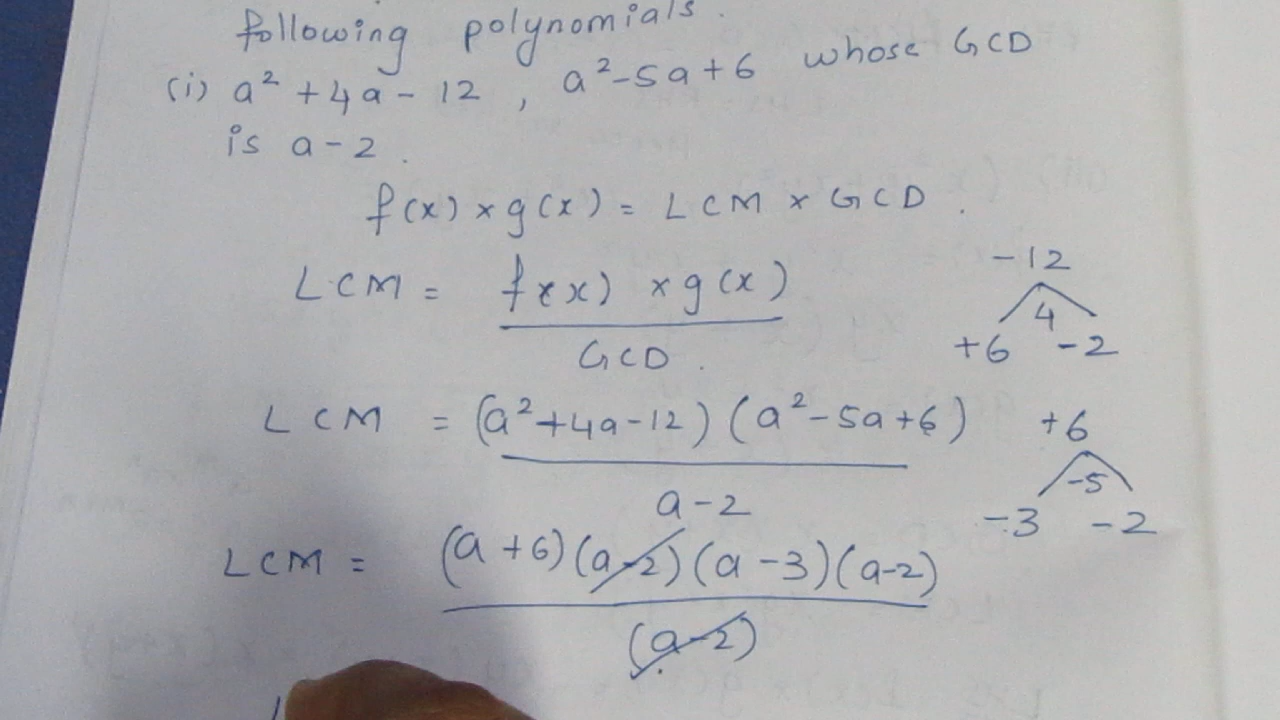 following polynomials.
(i) a² + 4a - 12 , a² - 5a + 6 whose GCD
is a - 2 .
f(x) × g(x) = LCM × GCD .
LCM = f(x) × g(x)
GCD .
-12
4
+6 -2
LCM = (a² + 4a - 12) (a² - 5a + 6)
a - 2
+6
-5
-3 -2
LCM = (a + 6) (a - 2) (a - 3) (a - 2)
(a - 2)